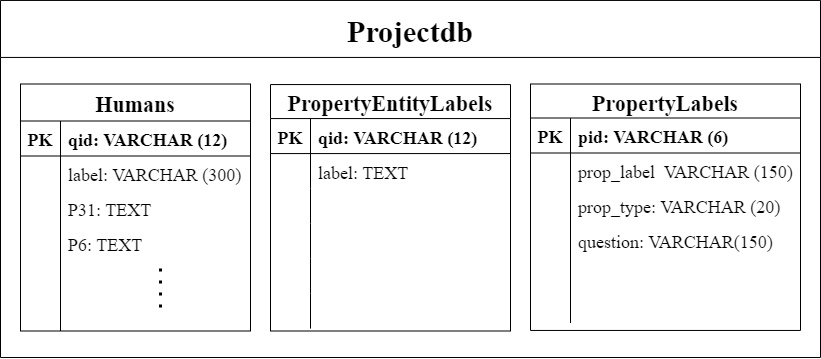 Projectdb
Humans
PK qid: VARCHAR (12)
label: VARCHAR (300)
P31: TEXT
P6: TEXT
PropertyEntityLabels
PK qid: VARCHAR (12)
label: TEXT
PropertyLabels
PK pid: VARCHAR (6)
prop_label VARCHAR (150)
prop_type: VARCHAR (20)
question: VARCHAR(150)